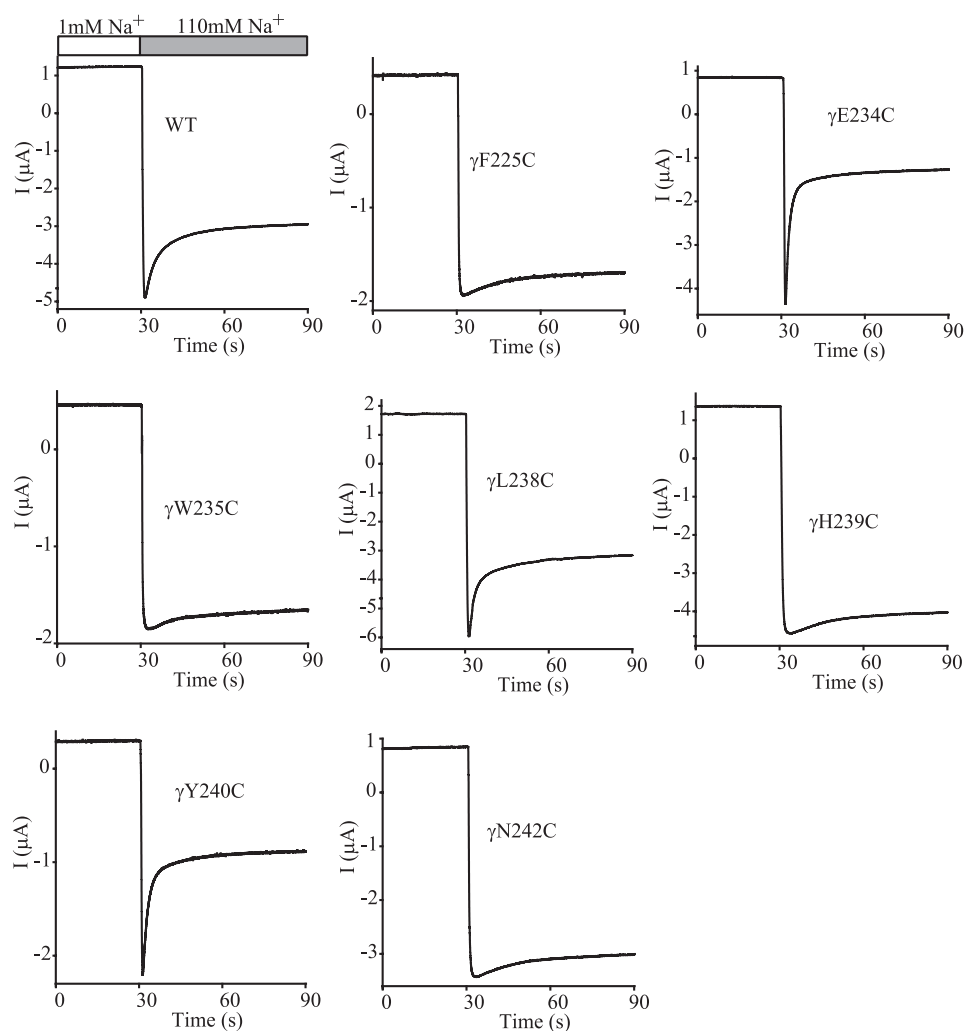 1mM Na+ 110mM Na+
1
0
-1
-2
-3
-4
-5
I (μA)
WT
0 30 60 90
Time (s)
0
-1
-2
I (μA)
γF225C
0 30 60 90
Time (s)
1
0
-1
-2
-3
-4
I (μA)
γE234C
0 30 60 90
Time (s)
0
-1
-2
I (μA)
γW235C
0 30 60 90
Time (s)
2
1
0
-1
-2
-3
-4
-5
-6
I (μA)
γL238C
0 30 60 90
Time (s)
1
0
-1
-2
-3
-4
I (μA)
γH239C
0 30 60 90
Time (s)
0
-1
-2
I (μA)
γY240C
0 30 60 90
Time (s)
1
0
-1
-2
-3
I (μA)
γN242C
0 30 60 90
Time (s)